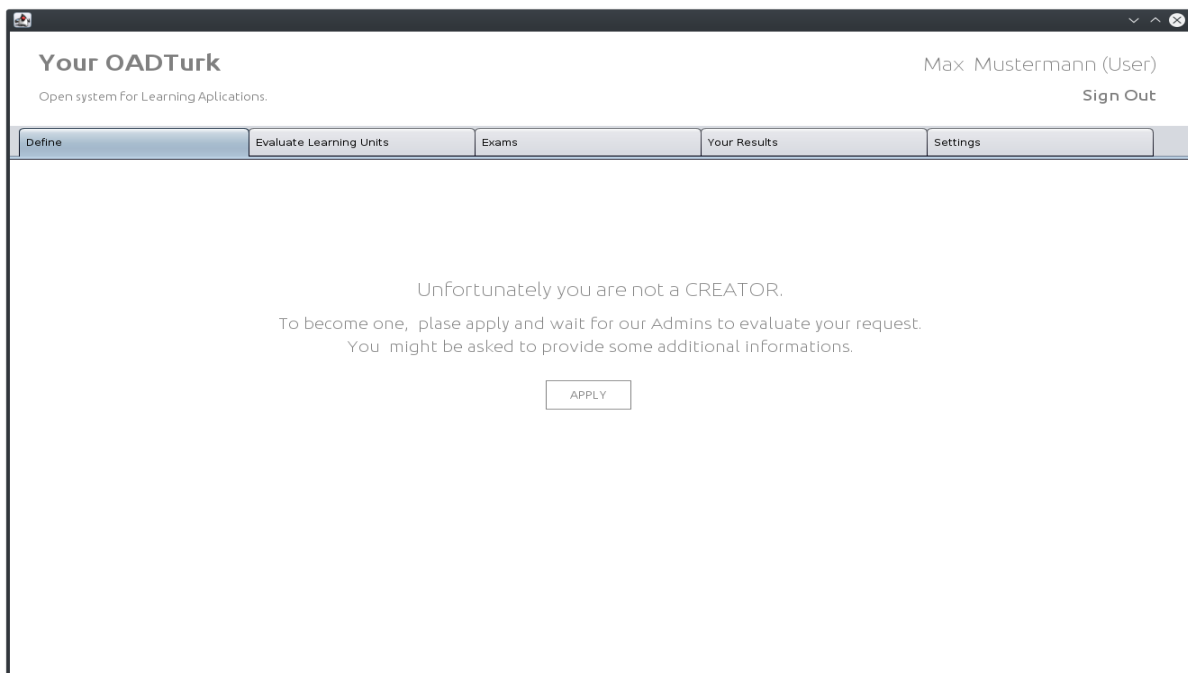 Your OADTurk
Max Mustermann (User)
Open system for Learning Aplications.
Sign Out
Define
Evaluate Learning Units
Exams
Your Results
Settings
Unfortunately you are not a CREATOR.
To become one, plase apply and wait for our Admins to evaluate your request.
You might be asked to provide some additional informations.
APPLY